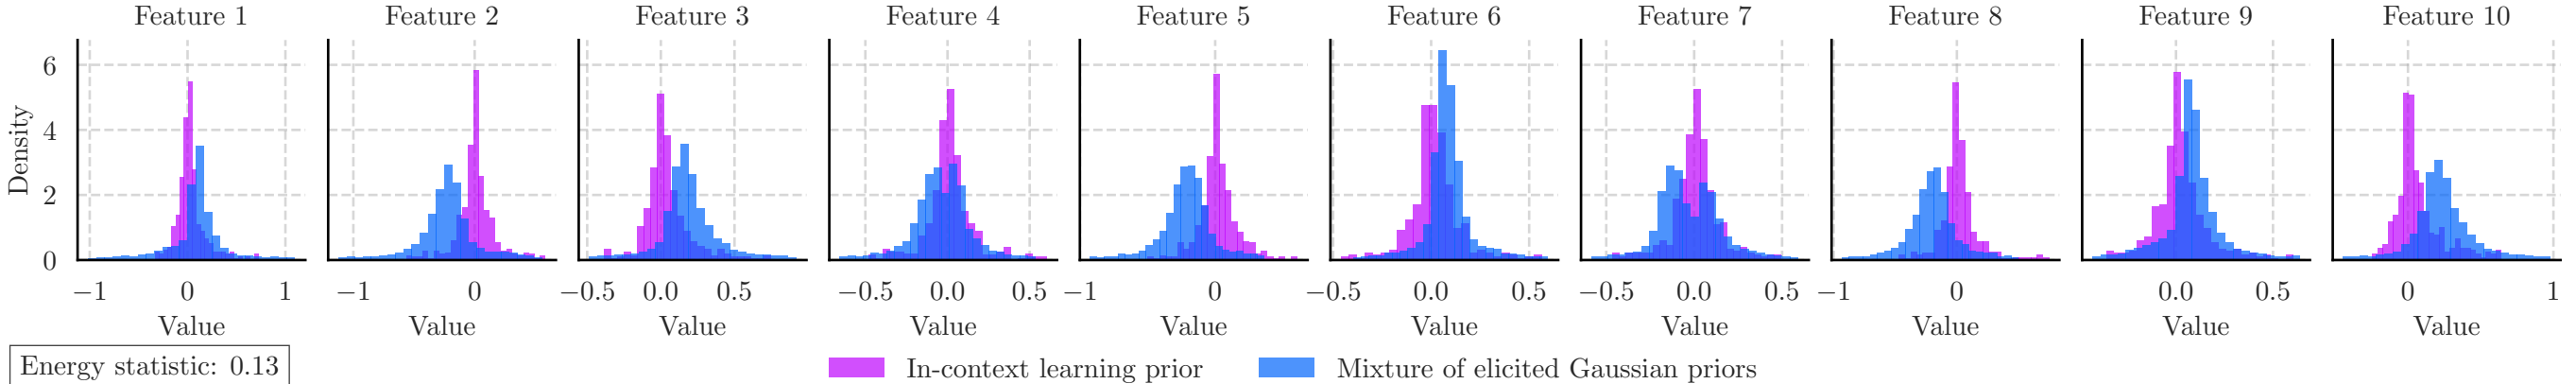 Feature 1 Feature 2 Feature 3 Feature 4 Feature 5 Feature 6 Feature 7 Feature 8 Feature 9 Feature 10
6
4
2
0
Density
−1 0 1 −1 0 −0.5 0.0 0.5 −0.5 0.0 0.5 −1 0 −0.5 0.0 0.5 −0.5 0.0 0.5 −1 0 0.0 0.5 0 1
Value Value Value Value Value Value Value Value Value Value
Energy statistic: 0.13 In-context learning prior Mixture of elicited Gaussian priors